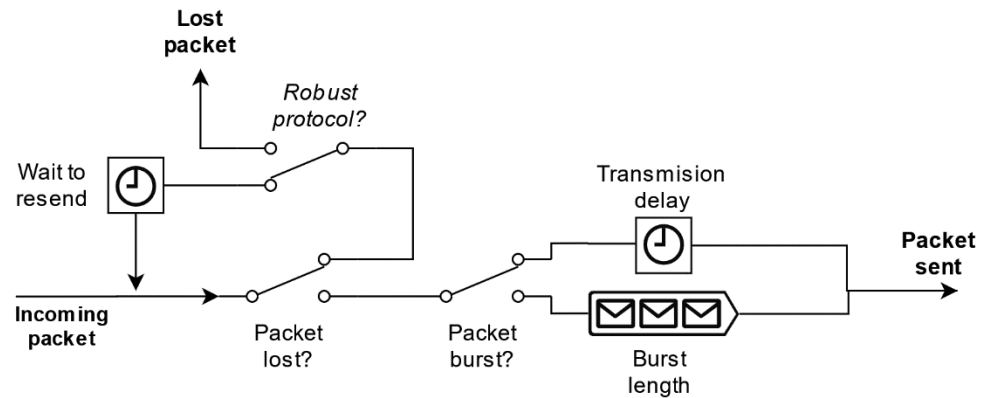 Lost
packet
Robust
protocol?
Wait to
resend
Transmision
delay
Packet
sent
Incoming
packet
Packet
lost?
Packet
burst?
Burst
length